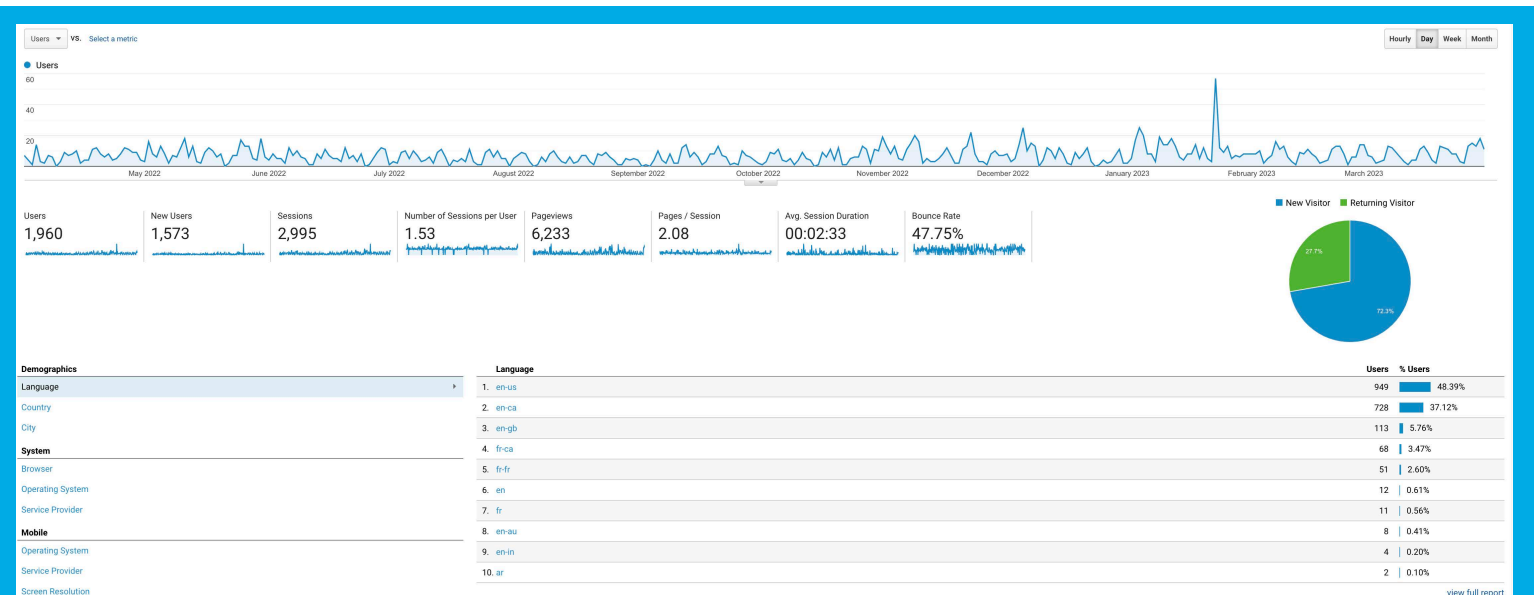 Users VS. Select a metric
Hourly Day Week Month
Users
60
40
20
May 2022 June 2022 July 2022 August 2022 September 2022 October 2022 November 2022 December 2022 January 2023 February 2023 March 2023
New Visitor Returning Visitor
Users New Users Sessions Number of Sessions per User Pageviews Pages / Session Avg. Session Duration Bounce Rate
1,960 1,573 2,995 1.53 6,233 2.08 00:02:33 47.75%
27.7%
72.3%
Demographics
Language
Country
City
System
Browser
Operating System
Service Provider
Mobile
Operating System
Service Provider
Screen Resolution
Language Users % Users
1. en-us 949 48.39%
2. en-ca 728 37.12%
3. en-gb 113 5.76%
4. fr-ca 68 3.47%
5. fr-fr 51 2.60%
6. en 12 0.61%
7. fr 11 0.56%
8. en-au 8 0.41%
9. en-in 4 0.20%
10. ar 2 0.10%
view full report